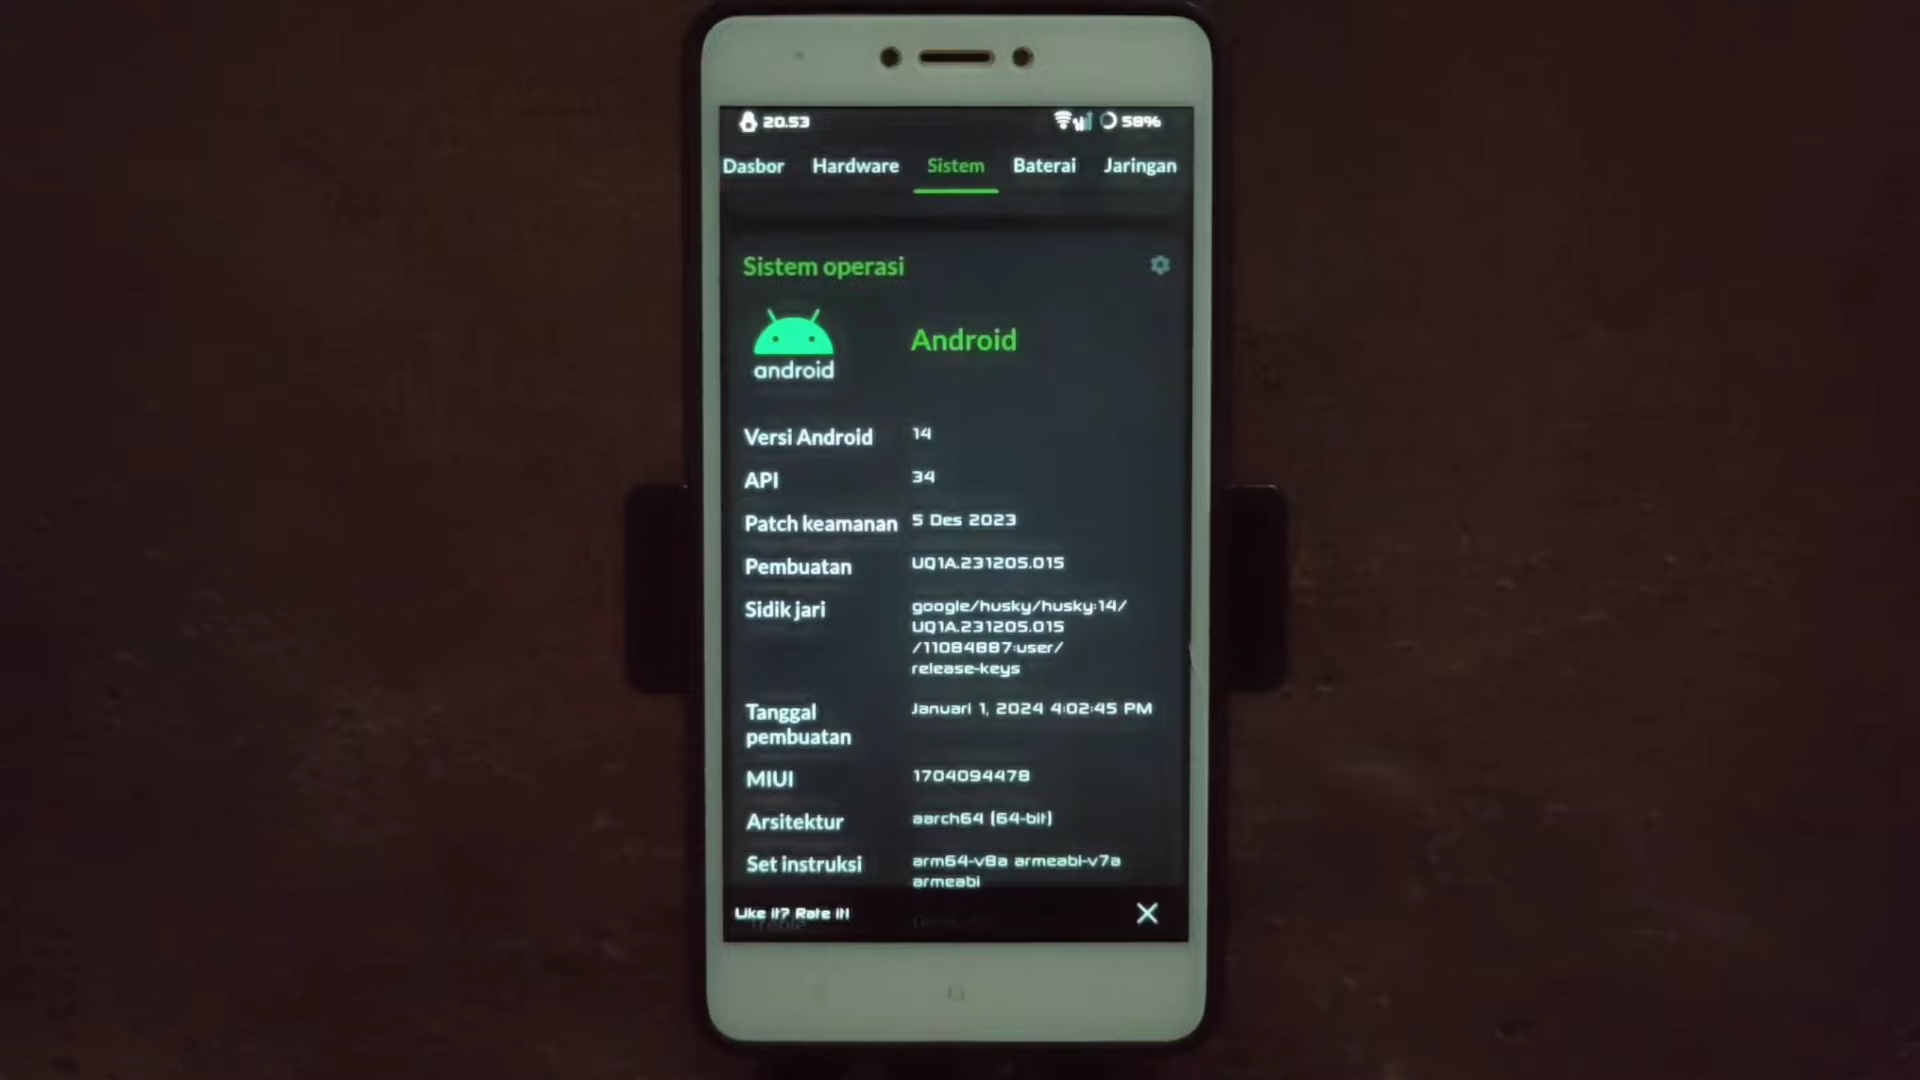 20.53 58%
Dasbor Hardware Sistem Baterai Jaringan
Sistem operasi
android
Android
Versi Android 14
API 34
Patch keamanan 5 Des 2023
Pembuatan UQ1A.231205.015
Sidik jari google/husky/husky:14/
UQ1A.231205.015
/11084887:user/
release-keys
Tanggal
pembuatan
Januari 1, 2024 4:02:45 PM
MIUI 1704094478
Arsitektur aarch64 (64-bit)
Set instruksi arm64-v8a armeabi-v7a
armeabi
Like it? Rate it!
Treble